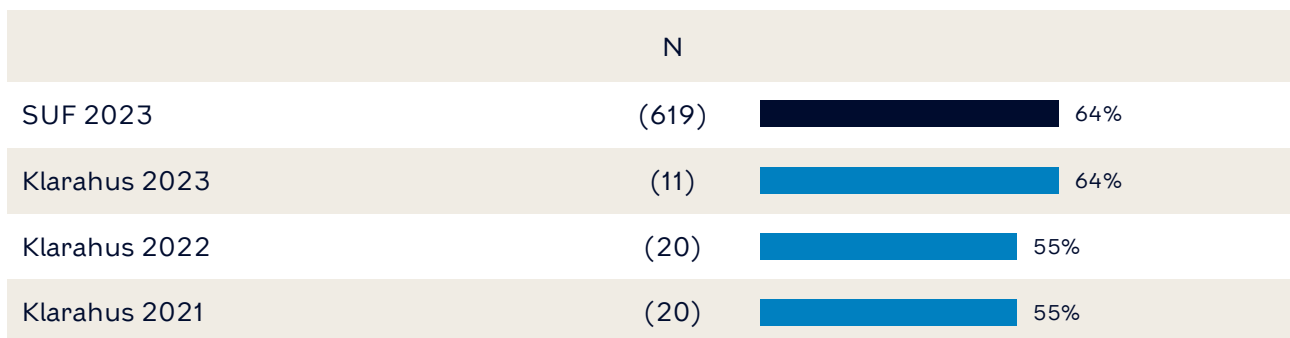 N
SUF 2023 (619) 64%
Klarahus 2023 (11) 64%
Klarahus 2022 (20) 55%
Klarahus 2021 (20) 55%